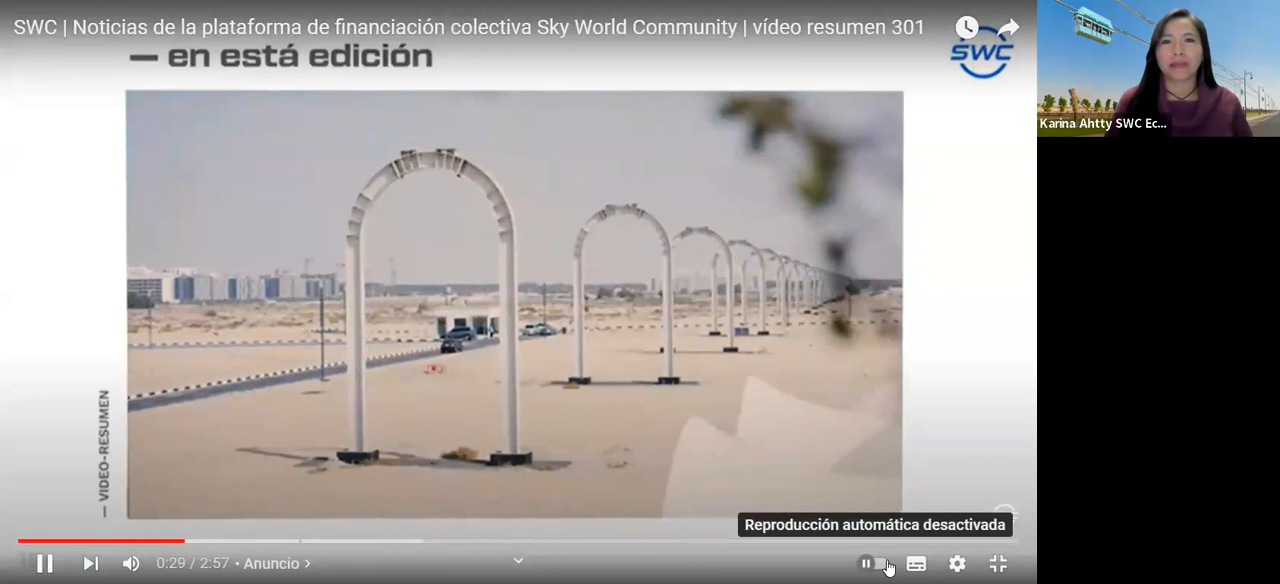 SWC | Noticias de la plataforma de financiación colectiva Sky World Community | vídeo resumen 301
— en está edición
SWC
Karina Ahtty SWC Ec...
— VIDEO-RESUMEN
Reproducción automática desactivada
0:29 / 2:57 • Anuncio >